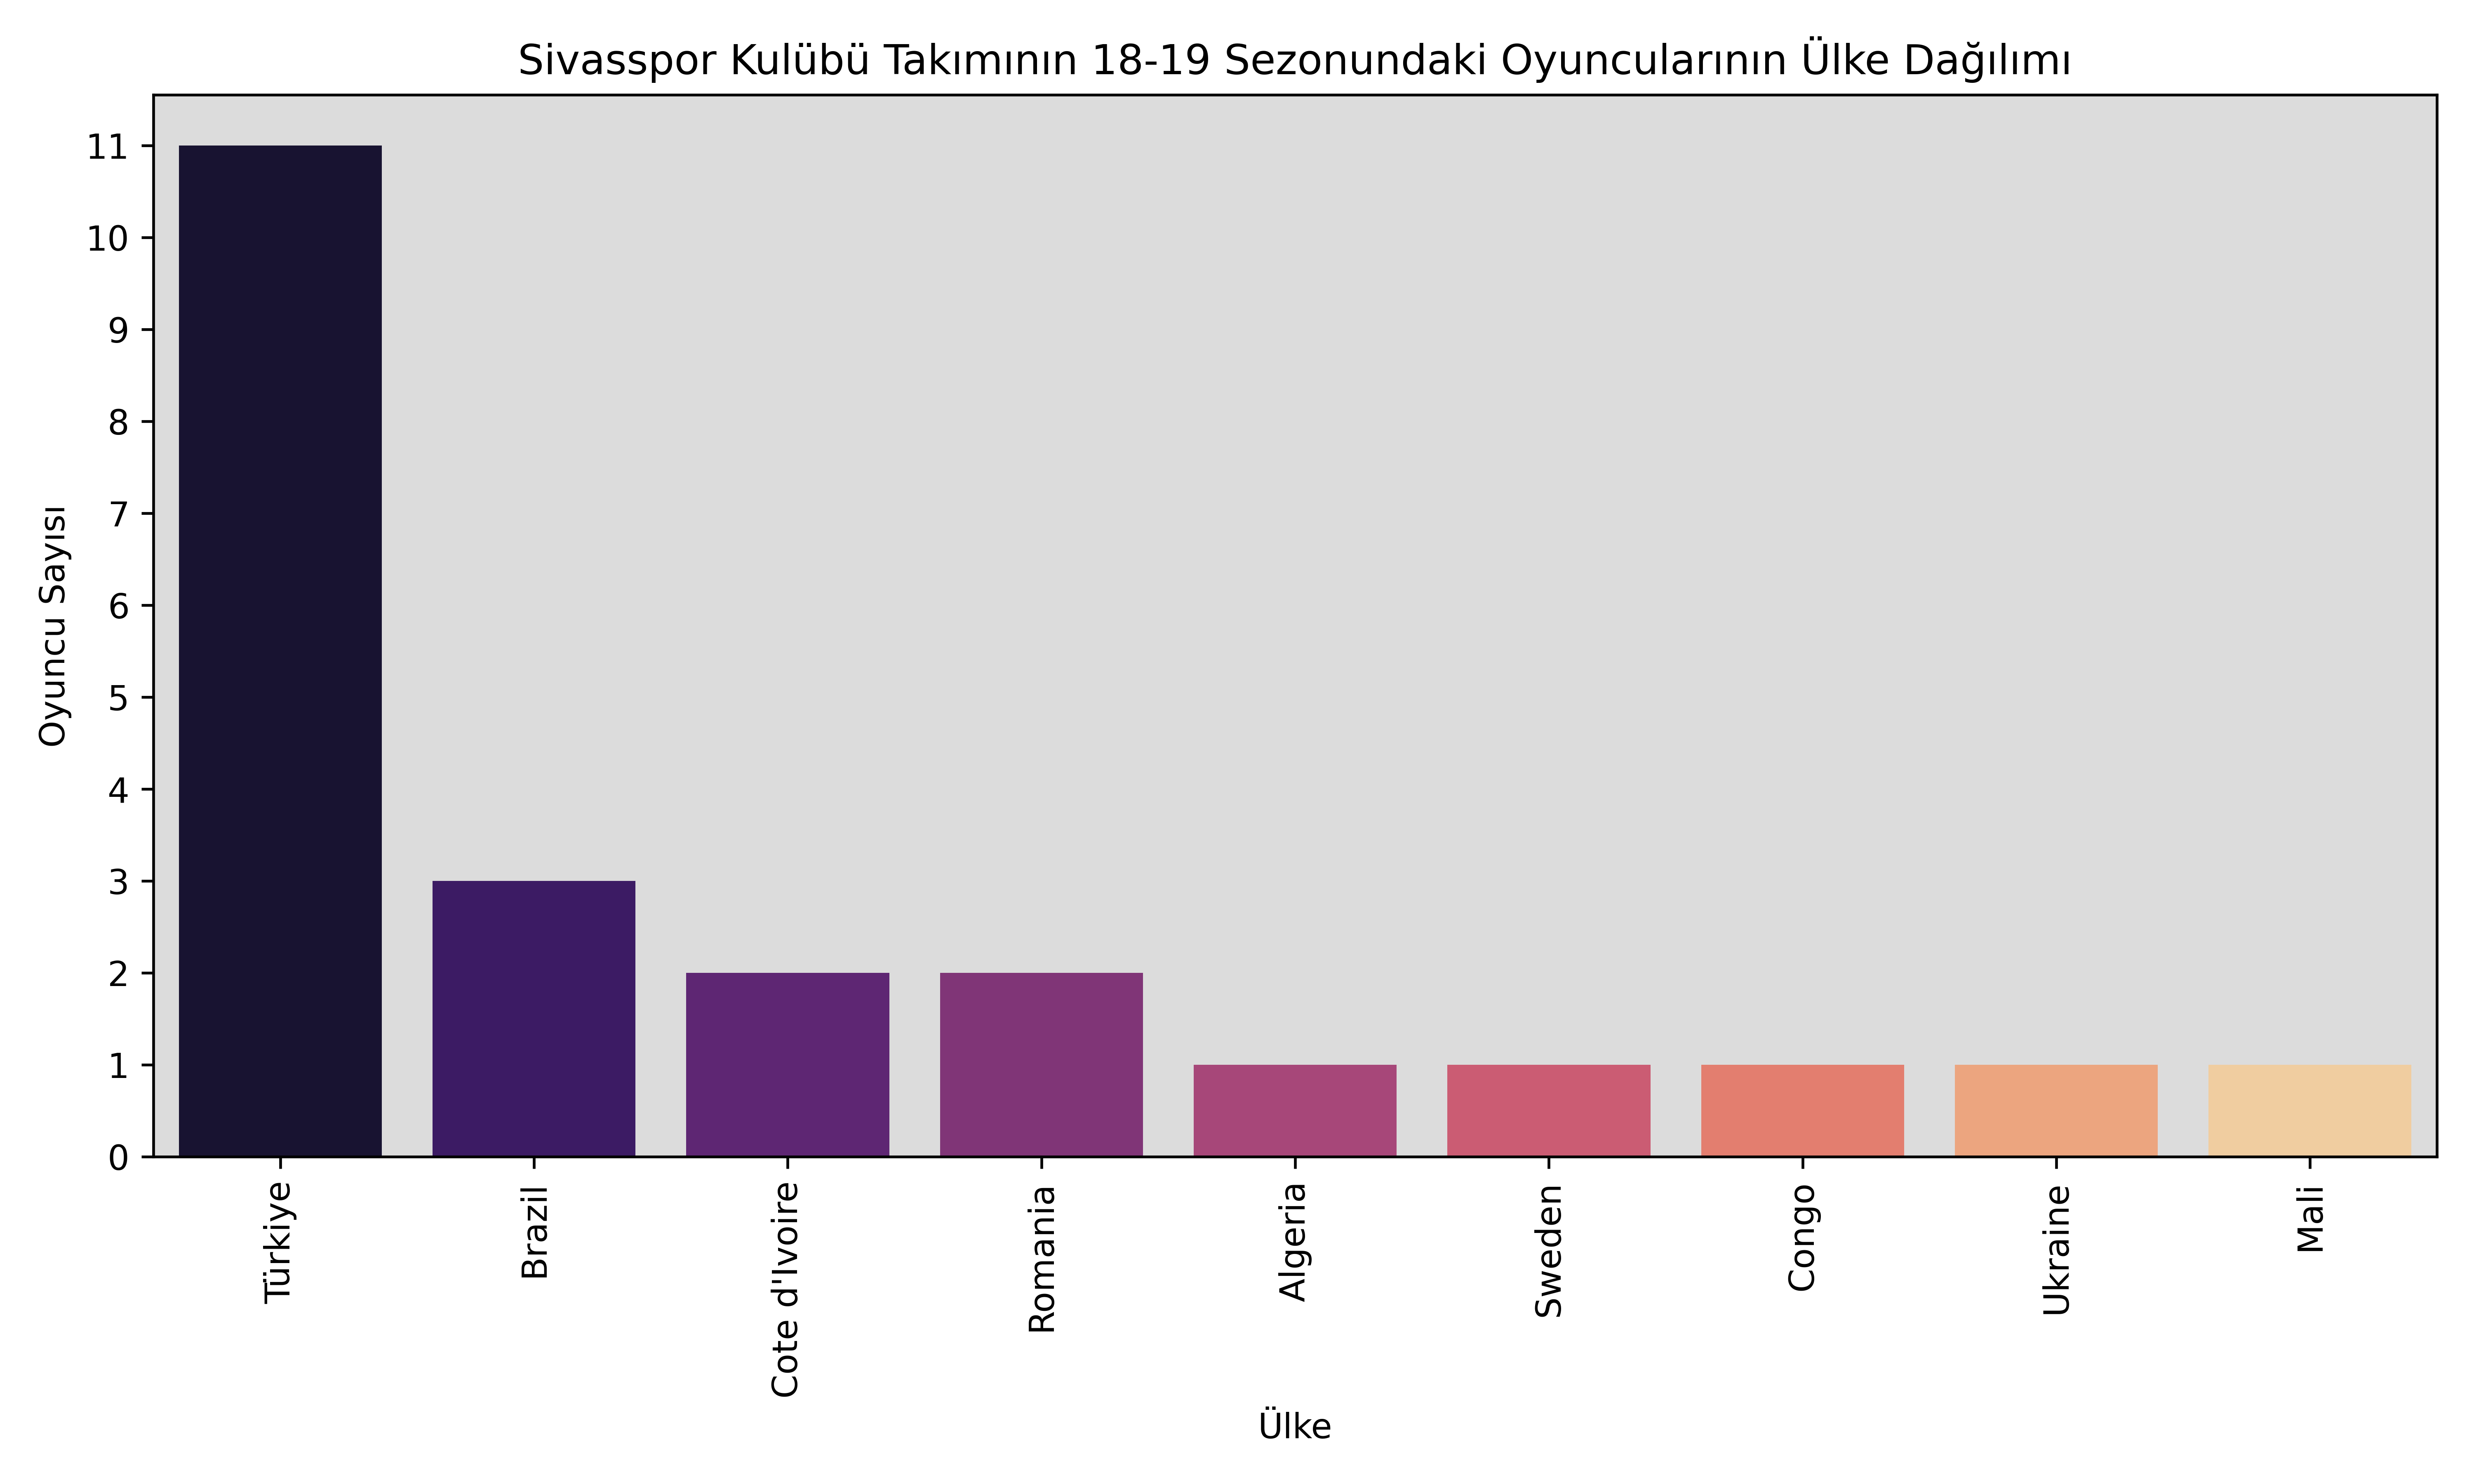 Sivasspor Kulübü Takımının 18-19 Sezonundaki Oyuncularının Ülke Dağılımı
Oyuncu Sayısı
11
10
9
8
7
6
5
4
3
2
1
0
Türkiye
Brazil
Cote d'Ivoire
Romania
Algeria
Sweden
Congo
Ukraine
Mali
Ülke